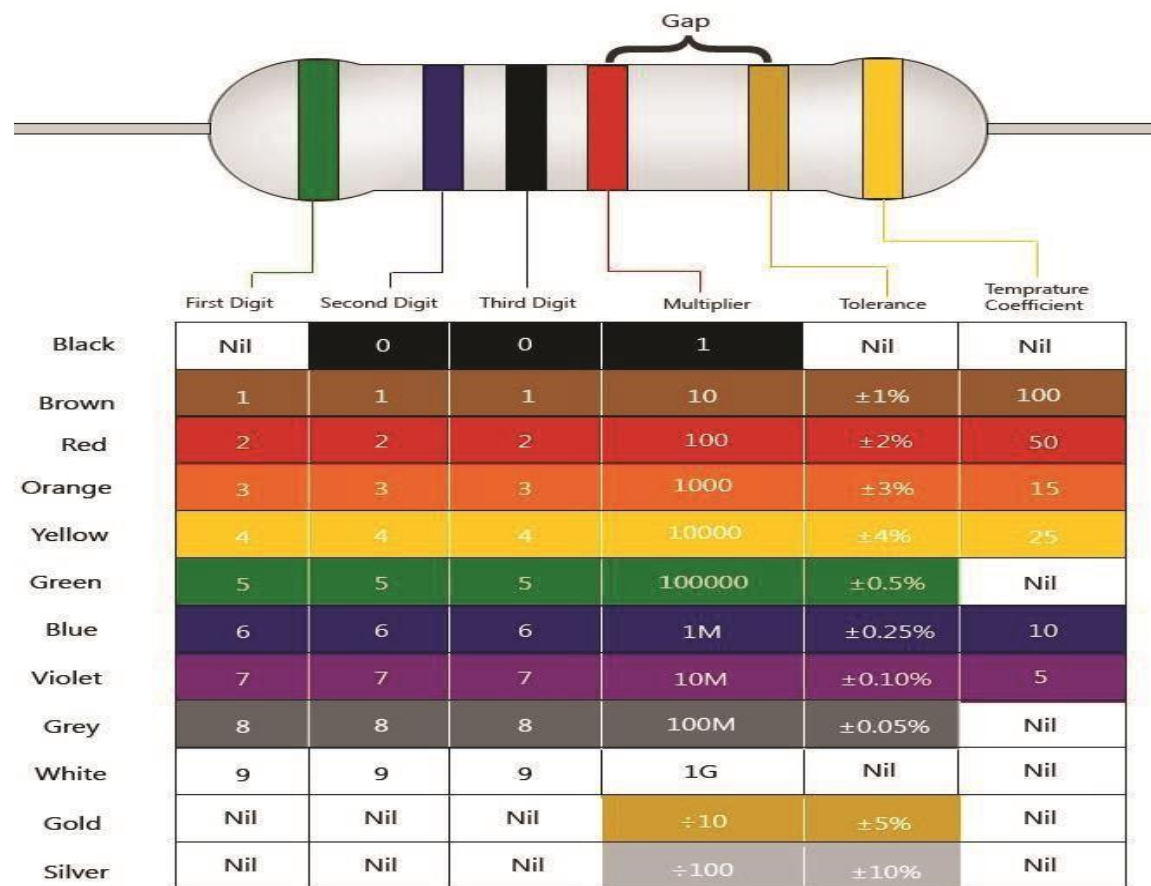 Gap
First Digit Second Digit Third Digit Multiplier Tolerance Temprature
Coefficient
Black Nil 0 0 1 Nil Nil
Brown 1 1 1 10 ±1% 100
Red 2 2 2 100 ±2% 50
Orange 3 3 3 1000 ±3% 15
Yellow 4 4 4 10000 ±4% 25
Green 5 5 5 100000 ±0.5% Nil
Blue 6 6 6 1M ±0.25% 10
Violet 7 7 7 10M ±0.10% 5
Grey 8 8 8 100M ±0.05% Nil
White 9 9 9 1G Nil Nil
Gold Nil Nil Nil ÷10 ±5% Nil
Silver Nil Nil Nil ÷100 ±10% Nil